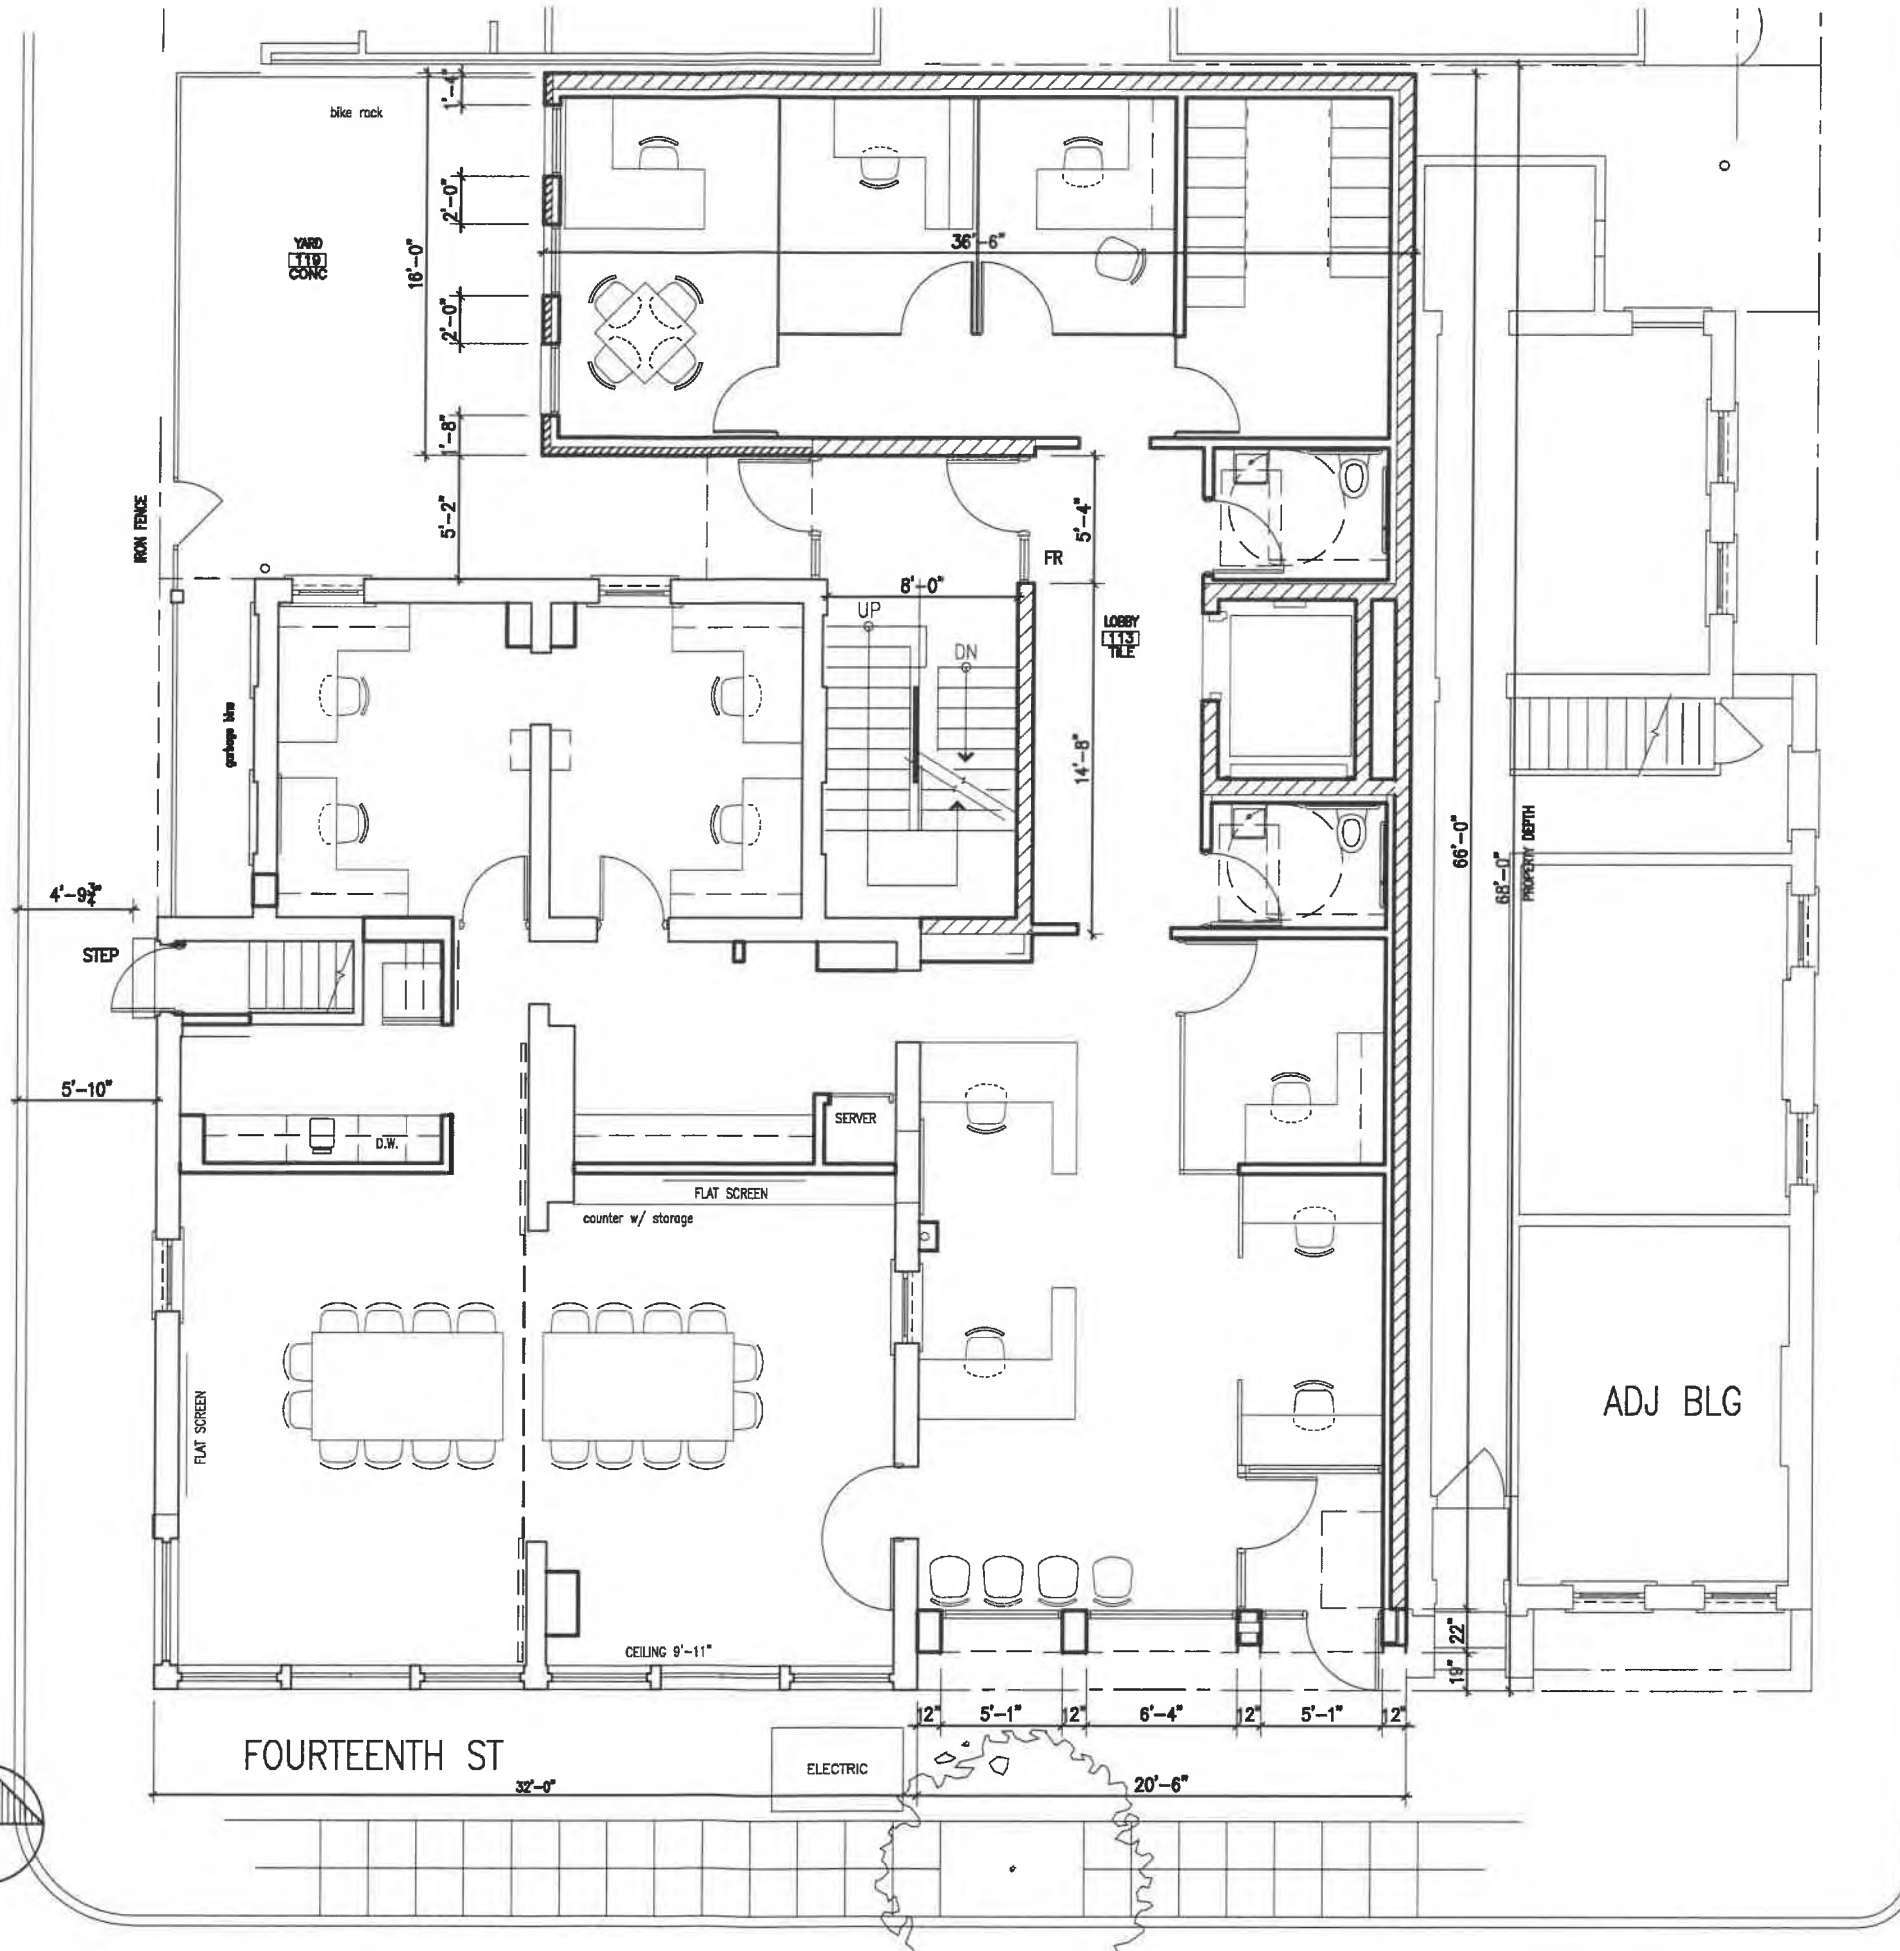 bike rack
1'-4"
YARD
119
CONC
2'-0"
16'-0"
36'-6"
2'-0"
1'-8"
IRON FENCE
5'-2"
5'-4"
FR
8'-0"
UP
DN
LOBBY
113
TILE
garbage bins
14'-8"
66'-0"
68'-0"
PROPERTY DEPTH
4'-9¾"
STEP
5'-10"
D.W.
SERVER
FLAT SCREEN
counter w/ storage
FLAT SCREEN
ADJ BLG
CEILING 9'-11"
22"
19"
12"
5'-1"
12"
6'-4"
12"
5'-1"
12"
FOURTEENTH ST
ELECTRIC
32'-0"
20'-6"